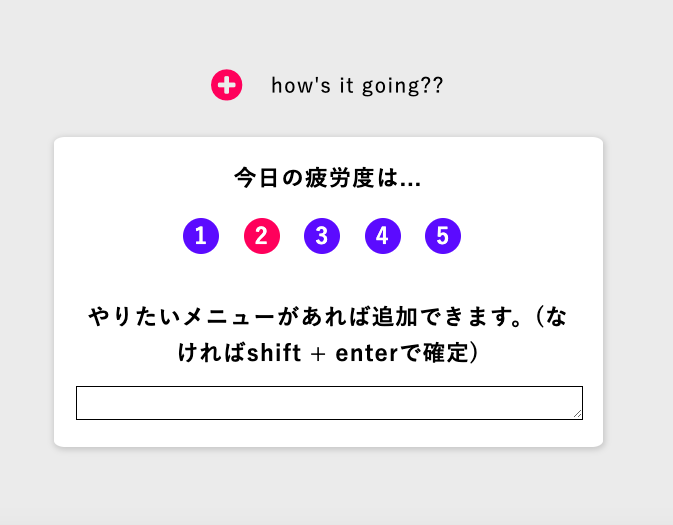 how's it going??
今日の疲労度は...
1 2 3 4 5
やりたいメニューがあれば追加できます。（な
ければshift + enterで確定）